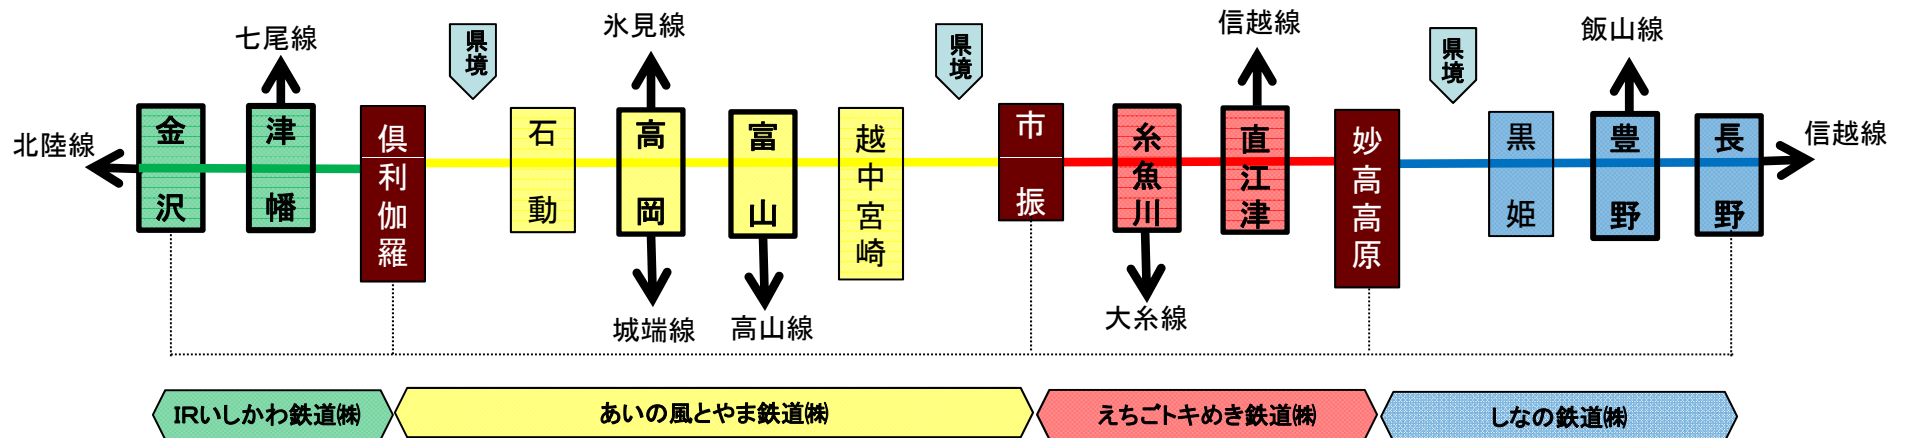 七尾線
県境
氷見線
県境
信越線
県境
飯山線
北陸線
金沢
津幡
倶利伽羅
石動
高岡
富山
越中宮崎
市振
糸魚川
直江津
妙高高原
黒姫
豊野
長野
信越線
城端線
高山線
大糸線
IRいしかわ鉄道㈱
あいの風とやま鉄道㈱
えちごトキめき鉄道㈱
しなの鉄道㈱